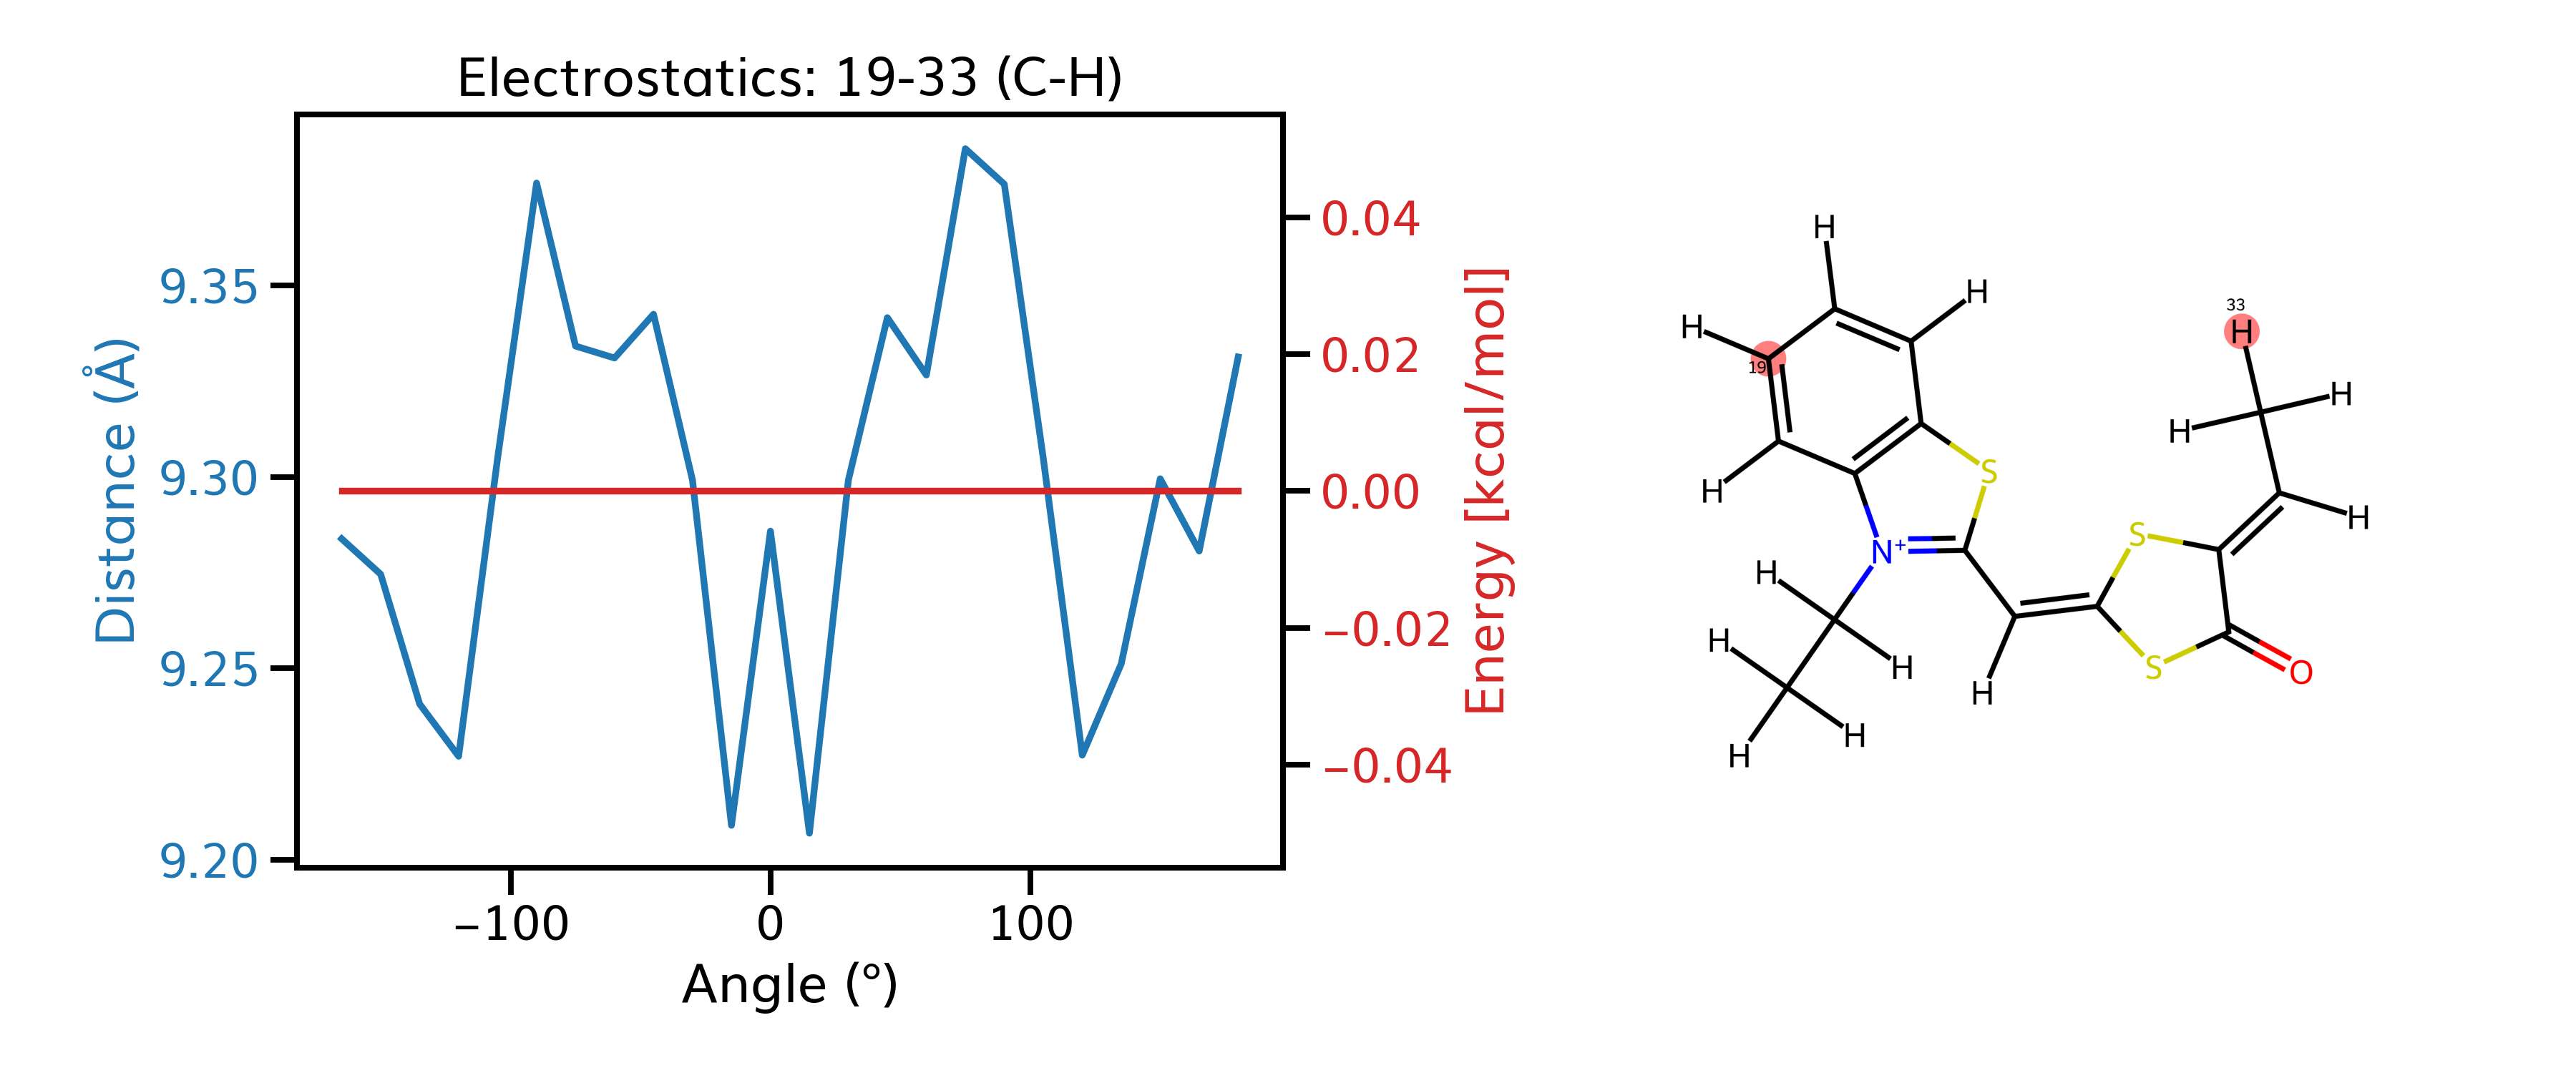 Electrostatics: 19-33 (C-H)
Distance (Å)
9.35
9.30
9.25
9.20
−100
0
100
Angle (°)
0.04
0.02
0.00
−0.02
−0.04
Energy [kcal/mol]
H
H
H
33
H
19
H
H
H
S
H
S
N+
H
H
H
S
O
H
H
H